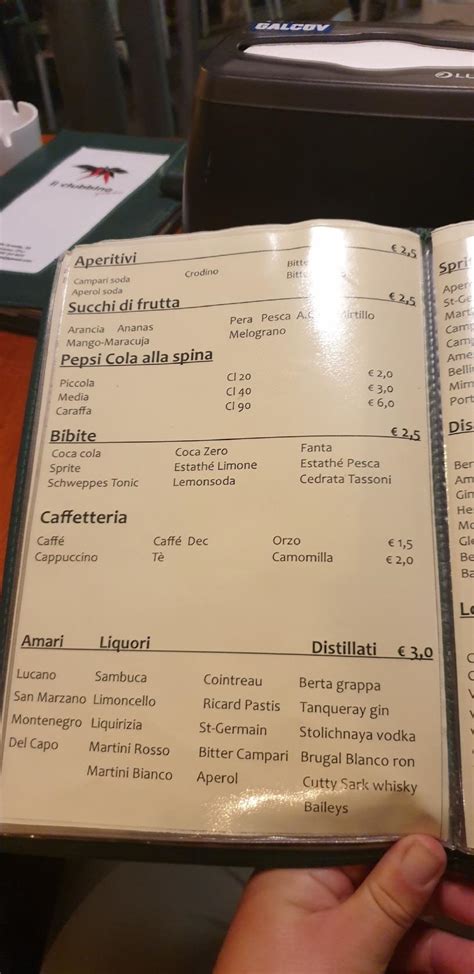 GALCOV
Il clubbino
Aperitivi € 2,5
Campari soda Crodino
Aperol soda
Succhi di frutta € 2,5
Arancia Ananas Pera Pesca Mirtillo
Mango-Maracuja Melograno
Pepsi Cola alla spina
Piccola Cl 20 € 2,0
Media Cl 40 € 3,0
Caraffa Cl 90 € 6,0
Bibite € 2,5
Coca cola Coca Zero Fanta
Sprite Estathé Limone Estathé Pesca
Schweppes Tonic Lemonsoda Cedrata Tassoni
Caffetteria
Caffé Caffé Dec Orzo € 1,5
Cappuccino Tè Camomilla € 2,0
Amari Liquori Distillati € 3,0
Lucano Sambuca Cointreau Berta grappa
San Marzano Limoncello Ricard Pastis Tanqueray gin
Montenegro Liquirizia St-Germain Stolichnaya vodka
Del Capo Martini Rosso Bitter Campari Brugal Blanco ron
Martini Bianco Aperol Cutty Sark whisky
Baileys